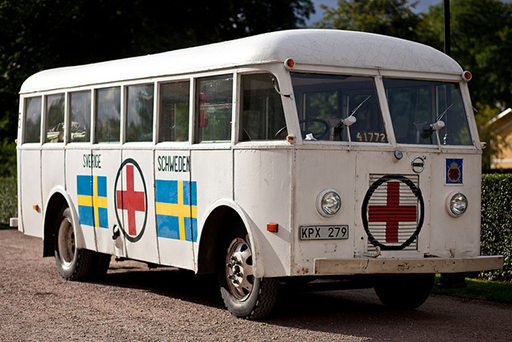 SVERIGE
SCHWEDEN
41772
KPX 279